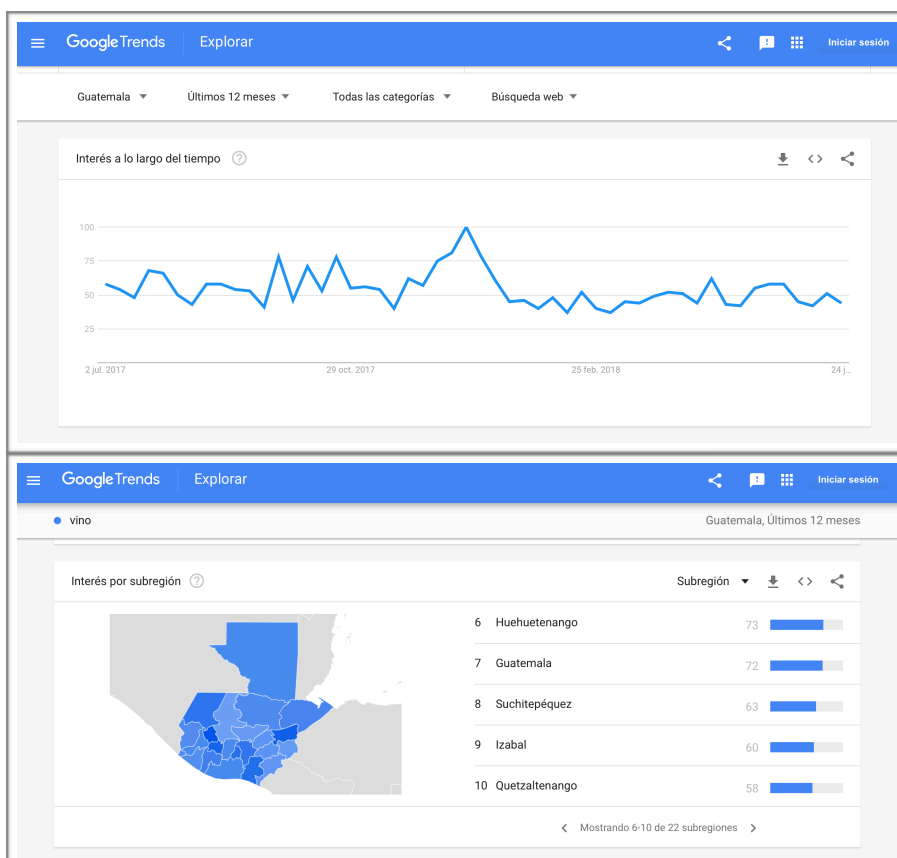 Google Trends Explorar Iniciar sesión
Guatemala Últimos 12 meses Todas las categorías Búsqueda web
Interés a lo largo del tiempo ?
100
75
50
25
2 jul. 2017 29 oct. 2017 25 feb. 2018 24 j...
Google Trends Explorar Iniciar sesión
vino Guatemala, Últimos 12 meses
Interés por subregión ? Subregión
6 Huehuetenango 73
7 Guatemala 72
8 Suchitepéquez 63
9 Izabal 60
10 Quetzaltenango 58
Mostrando 6-10 de 22 subregiones